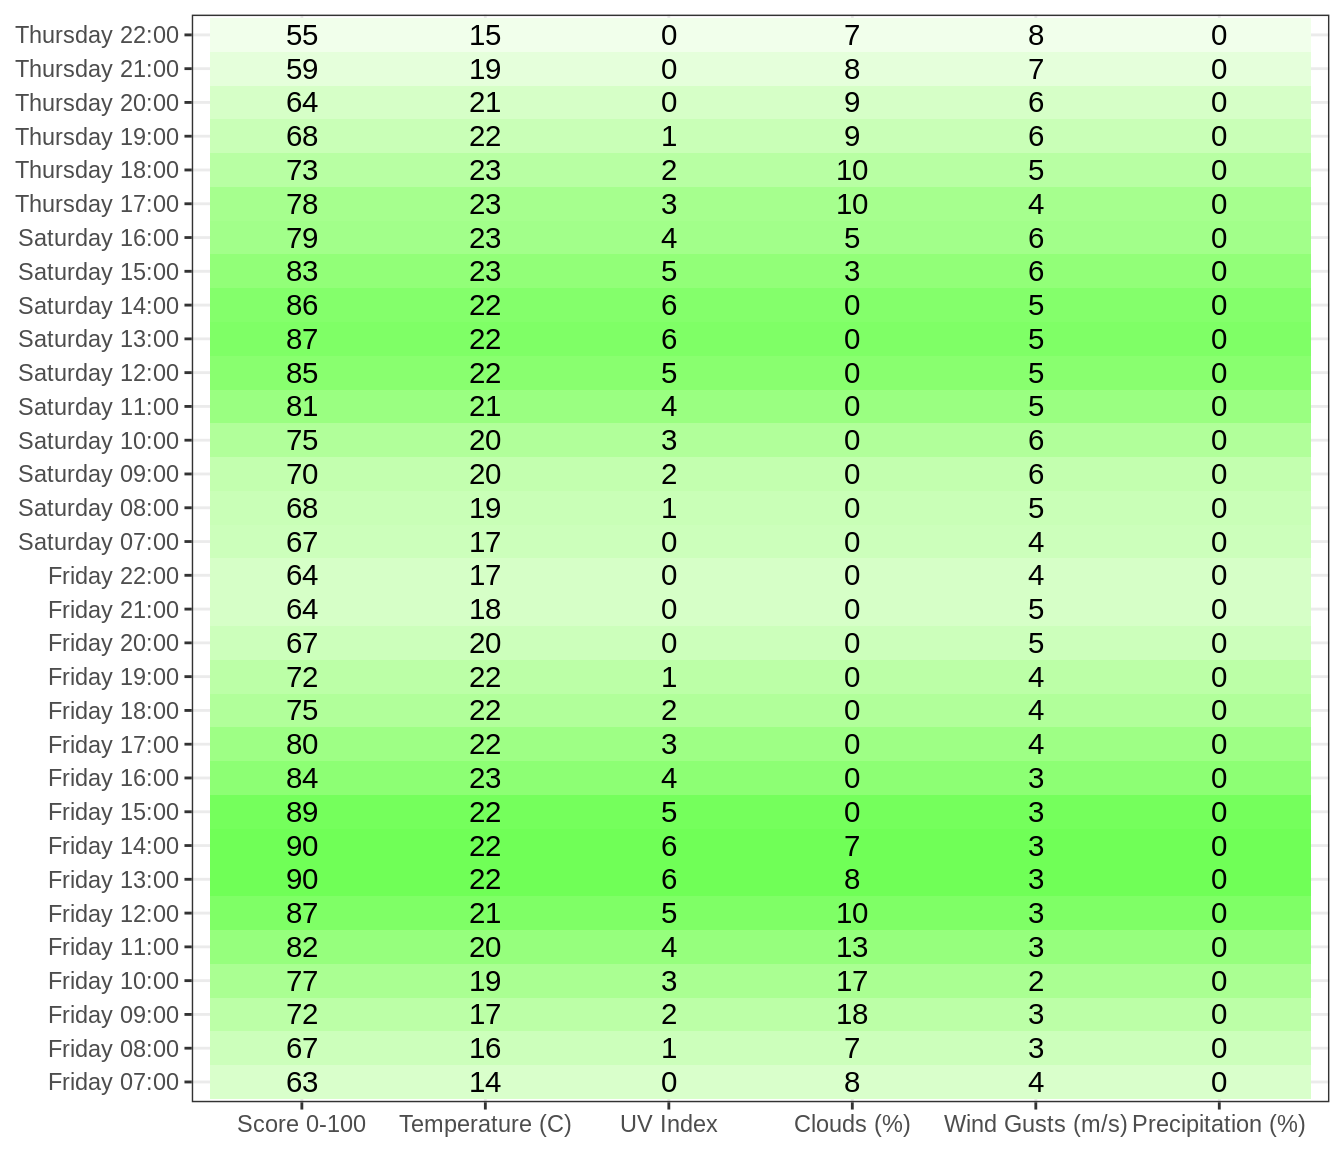 Thursday 22:00 55 15 0 7 8 0
Thursday 21:00 59 19 0 8 7 0
Thursday 20:00 64 21 0 9 6 0
Thursday 19:00 68 22 1 9 6 0
Thursday 18:00 73 23 2 10 5 0
Thursday 17:00 78 23 3 10 4 0
Saturday 16:00 79 23 4 5 6 0
Saturday 15:00 83 23 5 3 6 0
Saturday 14:00 86 22 6 0 5 0
Saturday 13:00 87 22 6 0 5 0
Saturday 12:00 85 22 5 0 5 0
Saturday 11:00 81 21 4 0 5 0
Saturday 10:00 75 20 3 0 6 0
Saturday 09:00 70 20 2 0 6 0
Saturday 08:00 68 19 1 0 5 0
Saturday 07:00 67 17 0 0 4 0
Friday 22:00 64 17 0 0 4 0
Friday 21:00 64 18 0 0 5 0
Friday 20:00 67 20 0 0 5 0
Friday 19:00 72 22 1 0 4 0
Friday 18:00 75 22 2 0 4 0
Friday 17:00 80 22 3 0 4 0
Friday 16:00 84 23 4 0 3 0
Friday 15:00 89 22 5 0 3 0
Friday 14:00 90 22 6 7 3 0
Friday 13:00 90 22 6 8 3 0
Friday 12:00 87 21 5 10 3 0
Friday 11:00 82 20 4 13 3 0
Friday 10:00 77 19 3 17 2 0
Friday 09:00 72 17 2 18 3 0
Friday 08:00 67 16 1 7 3 0
Friday 07:00 63 14 0 8 4 0
Score 0-100 Temperature (C) UV Index Clouds (%) Wind Gusts (m/s) Precipitation (%)